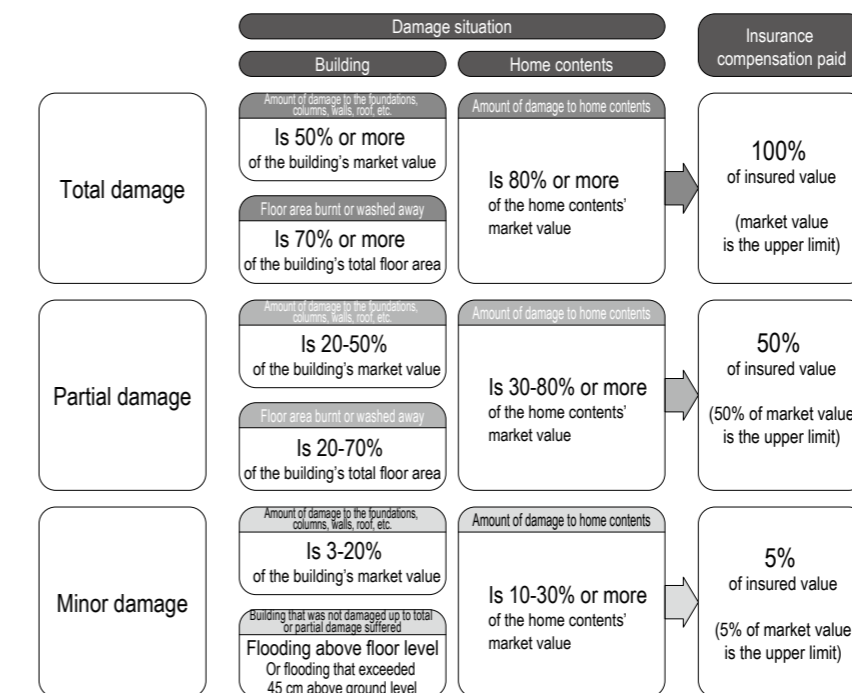 Damage situation
Insurance
compensation paid
Building
Home contents
Total damage
Amount of damage to the foundations,
columns, walls, roof, etc.
Is 50% or more
of the building's market value
Floor area burnt or washed away
Is 70% or more
of the building's total floor area
Amount of damage to home contents
Is 80% or more
of the home contents'
market value
100%
of insured value
(market value
is the upper limit)
Partial damage
Amount of damage to the foundations,
columns, walls, roof, etc.
Is 20-50%
of the building's market value
Floor area burnt or washed away
Is 20-70%
of the building's total floor area
Amount of damage to home contents
Is 30-80% or more
of the home contents'
market value
50%
of insured value
(50% of market value
is the upper limit)
Minor damage
Amount of damage to the foundations,
columns, walls, roof, etc.
Is 3-20%
of the building's market value
Building that was not damaged up to total
or partial damage suffered
Flooding above floor level
Or flooding that exceeded
45 cm above ground level
Amount of damage to home contents
Is 10-30% or more
of the home contents'
market value
5%
of insured value
(5% of market value
is the upper limit)